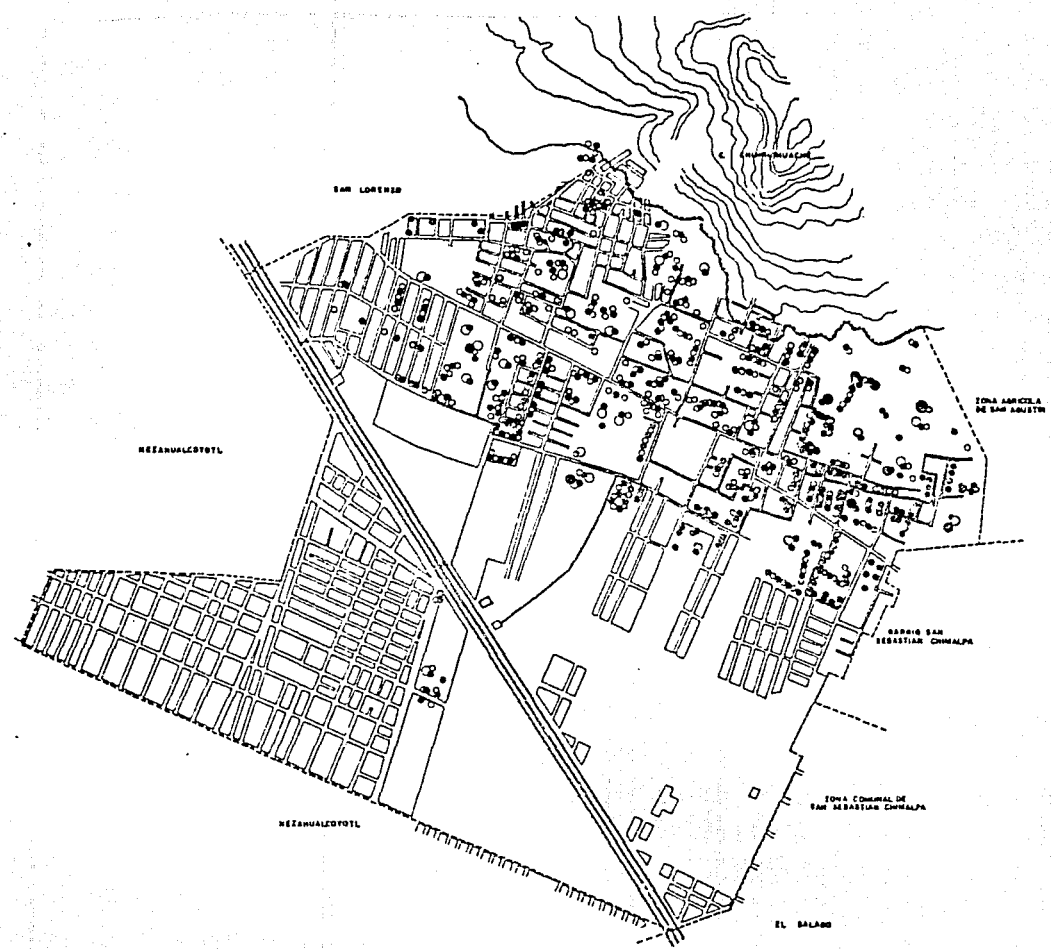 SAN LORENZO
ZONA AGRICOLA
DE SAN AGUSTIN
NEZAHUALCOYOTL
BARRIO SAN
SEBASTIAN CHIMALPA
ZONA COMUNAL DE
SAN SEBASTIAN CHIMALPA
NEZAHUALCOYOTL
EL SALADO